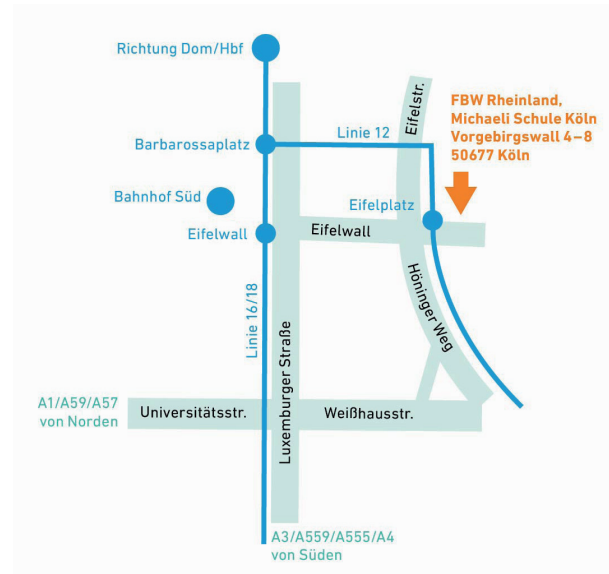 Richtung Dom/Hbf
Eifelstr.
FBW Rheinland,
Michaeli Schule Köln
Vorgebirgswall 4–8
50677 Köln
Linie 12
Barbarossaplatz
Bahnhof Süd
Eifelplatz
Eifelwall
Eifelwall
Höninger Weg
Linie 16/18
Luxemburger Straße
A1/A59/A57
von Norden
Universitätsstr.
Weißhausstr.
A3/A559/A555/A4
von Süden